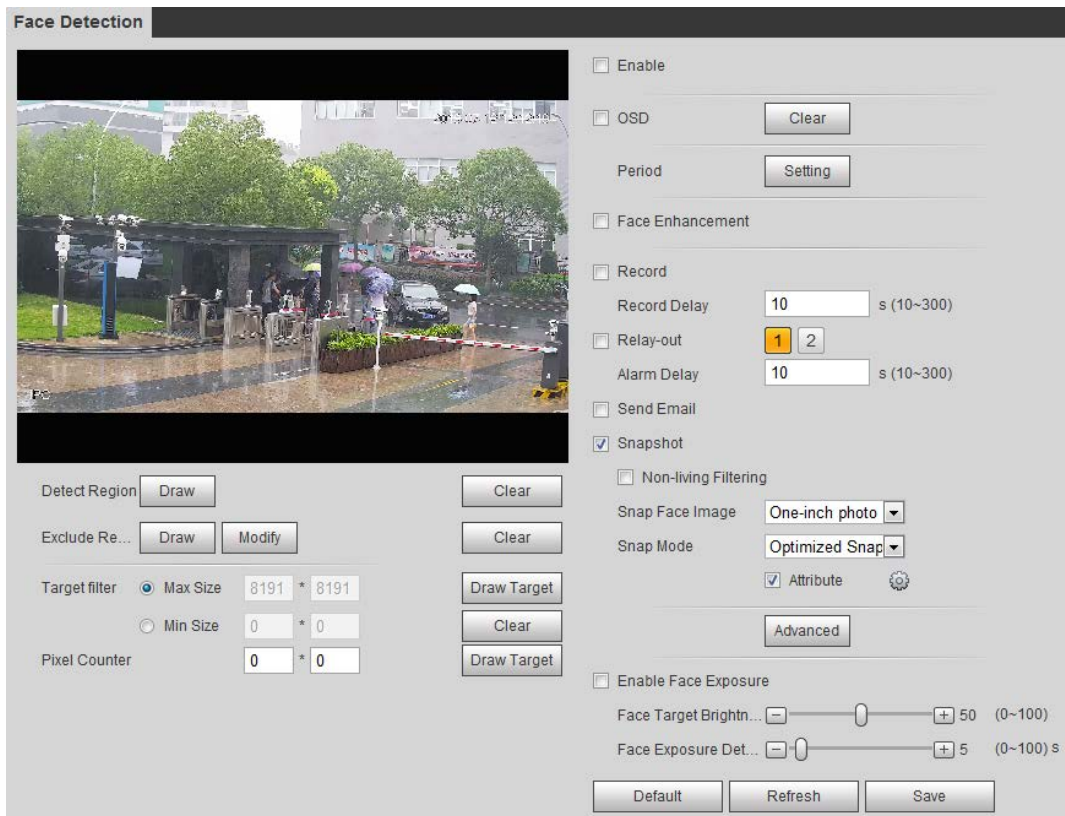 Face Detection
IPC
Detect Region Draw Clear
Exclude Re... Draw Modify Clear
Target filter Max Size 8191 * 8191 Draw Target
Min Size 0 * 0 Clear
Pixel Counter 0 * 0 Draw Target
Enable
OSD Clear
Period Setting
Face Enhancement
Record
Record Delay 10 s (10~300)
Relay-out 1 2
Alarm Delay 10 s (10~300)
Send Email
Snapshot
Non-living Filtering
Snap Face Image One-inch photo
Snap Mode Optimized Snap
Attribute
Advanced
Enable Face Exposure
Face Target Brightn... 50 (0~100)
Face Exposure Det... 5 (0~100) s
Default Refresh Save